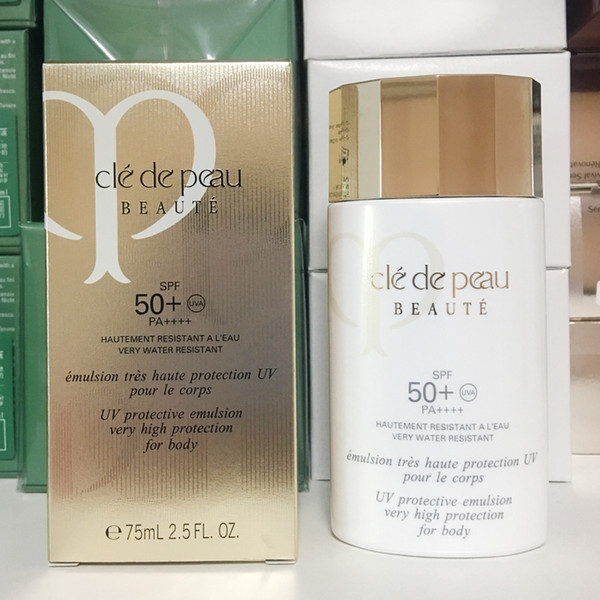 clé de peau
BEAUTÉ
SPF
50+ UVA
PA++++
HAUTEMENT RESISTANT A L'EAU
VERY WATER RESISTANT
émulsion très haute protection UV
pour le corps
UV protective emulsion
very high protection
for body
℮75mL 2.5 FL. OZ.
clé de peau
BEAUTÉ
SPF
50+ UVA
PA++++
HAUTEMENT RESISTANT A L'EAU
VERY WATER RESISTANT
émulsion très haute protection UV
pour le corps
UV protective emulsion
very high protection
for body